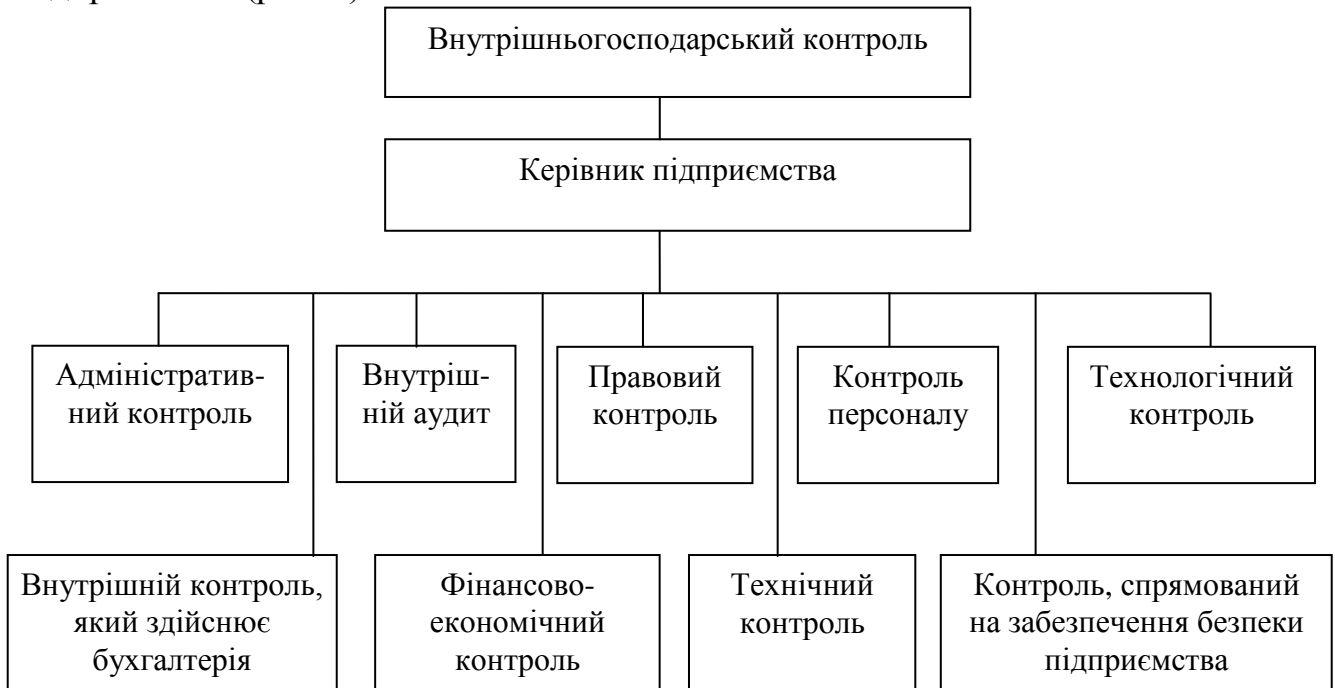 Внутрішньогосподарський контроль
Керівник підприємства
Адміністратив-
ний контроль
Внутріш-
ній аудит
Правовий
контроль
Контроль
персоналу
Технологічний
контроль
Внутрішній контроль,
який здійснює
бухгалтерія
Фінансово-
економічний
контроль
Технічний
контроль
Контроль, спрямований
на забезпечення безпеки
підприємства